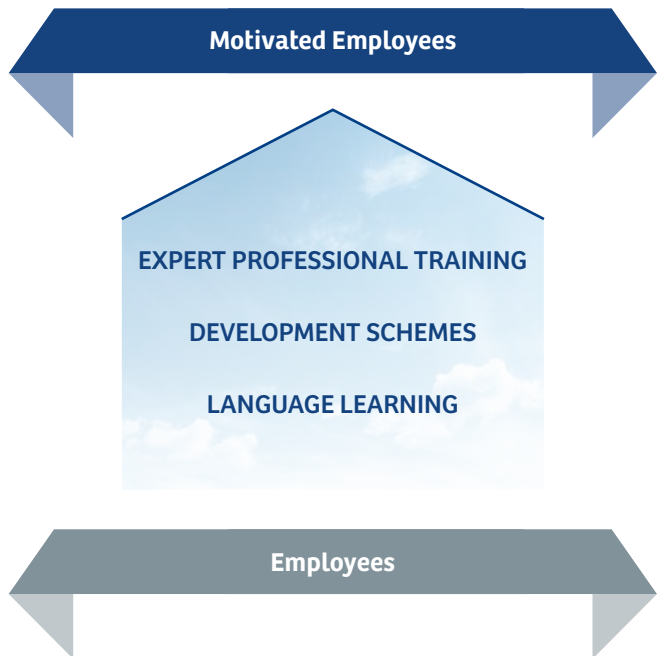 Motivated Employees
EXPERT PROFESSIONAL TRAINING
DEVELOPMENT SCHEMES
LANGUAGE LEARNING
Employees